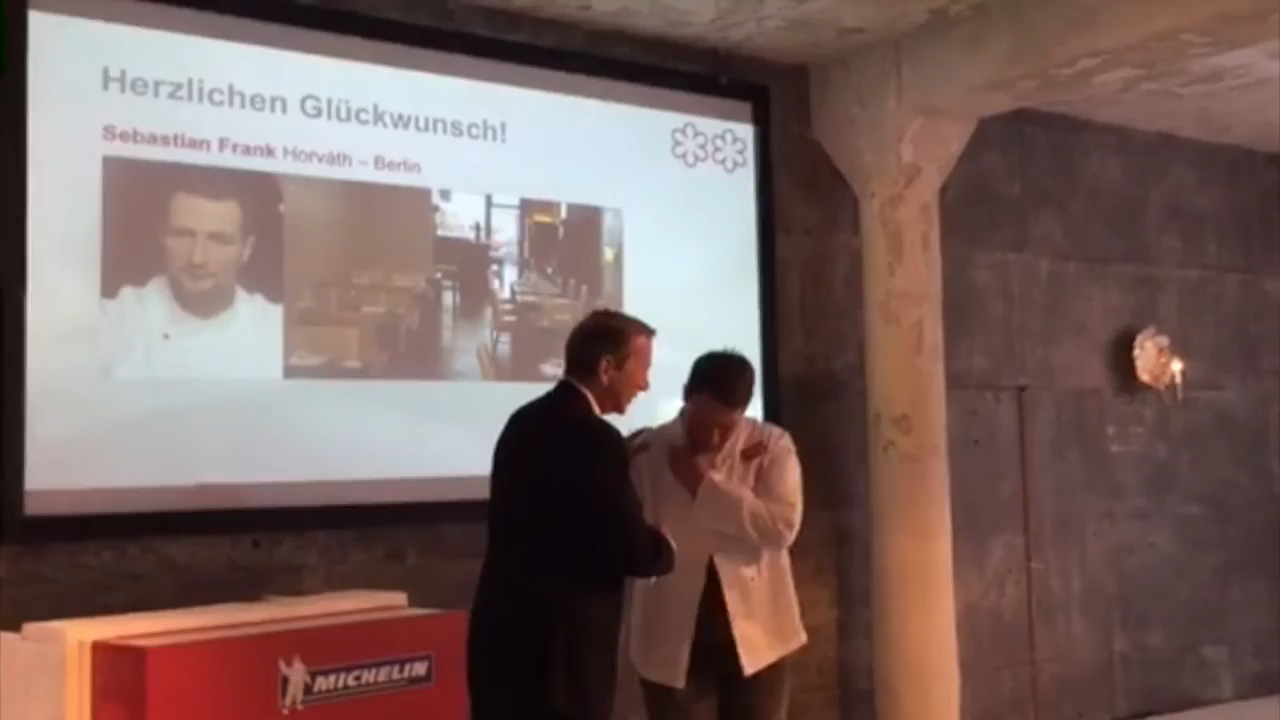 Herzlichen Glückwunsch!
Sebastian Frank Horváth – Berlin
MICHELIN